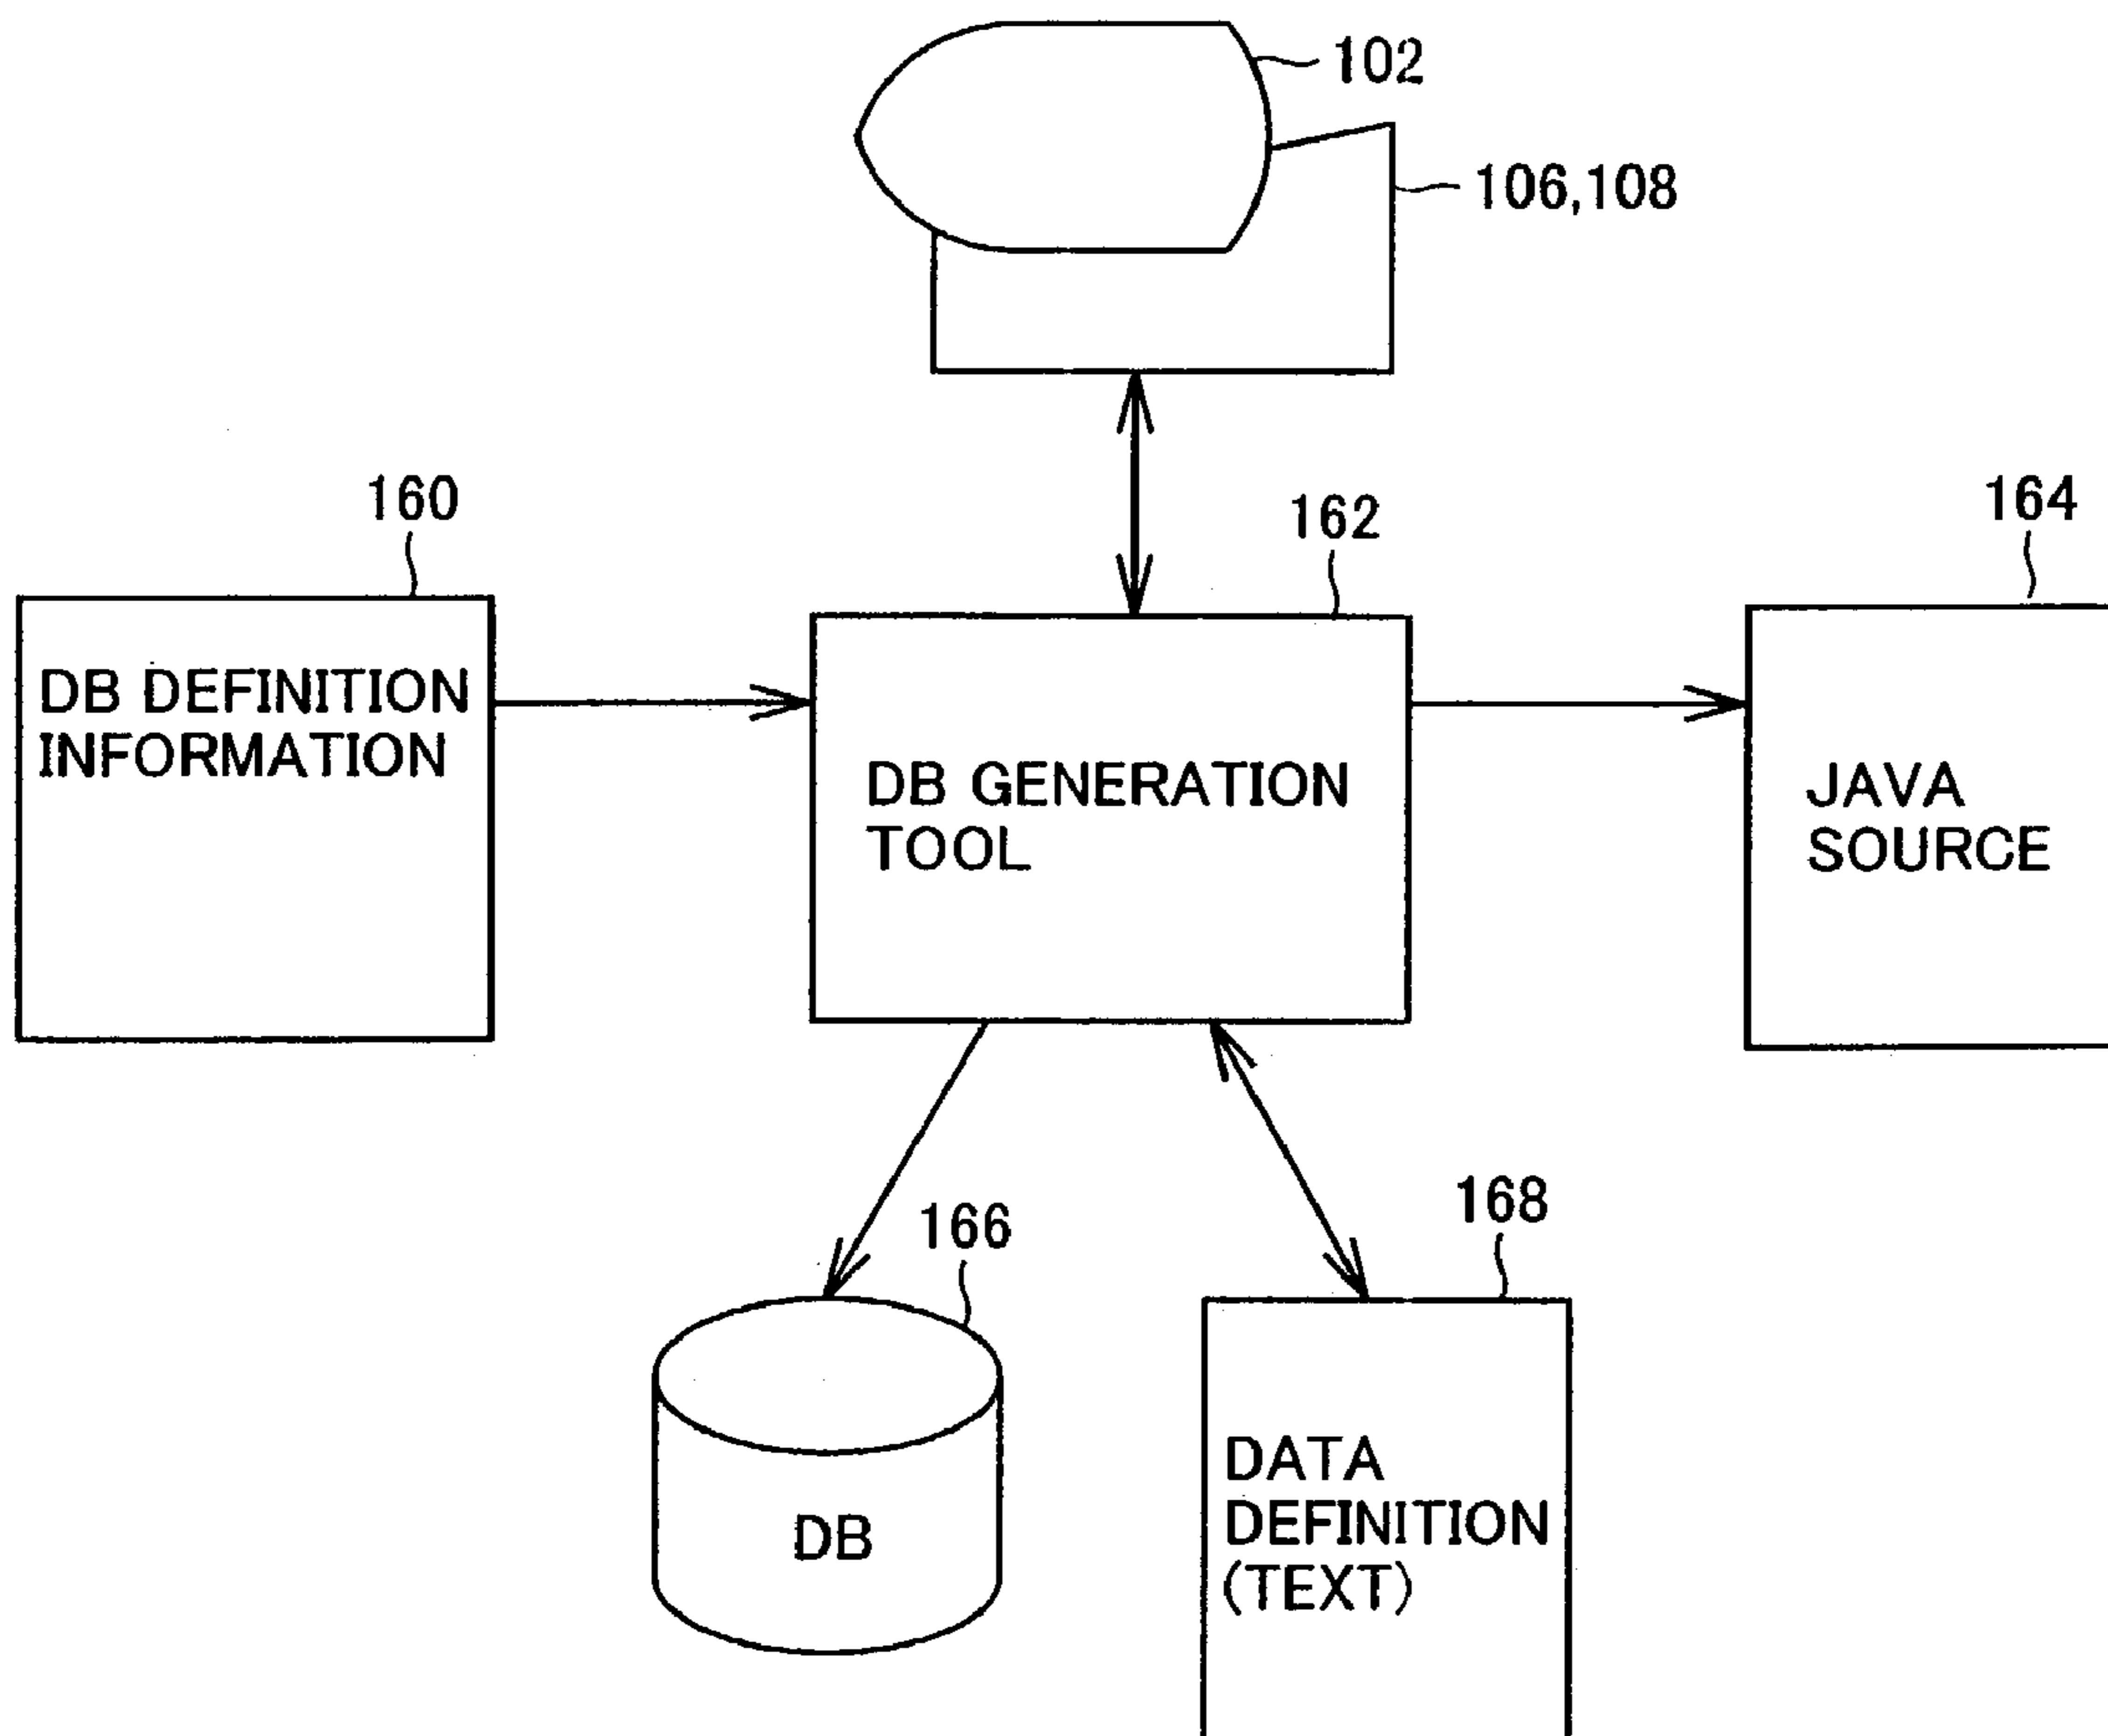 102
106,108
160
162
164
DB DEFINITION
INFORMATION
DB GENERATION
TOOL
JAVA
SOURCE
166
168
DB
DATA
DEFINITION
(TEXT)